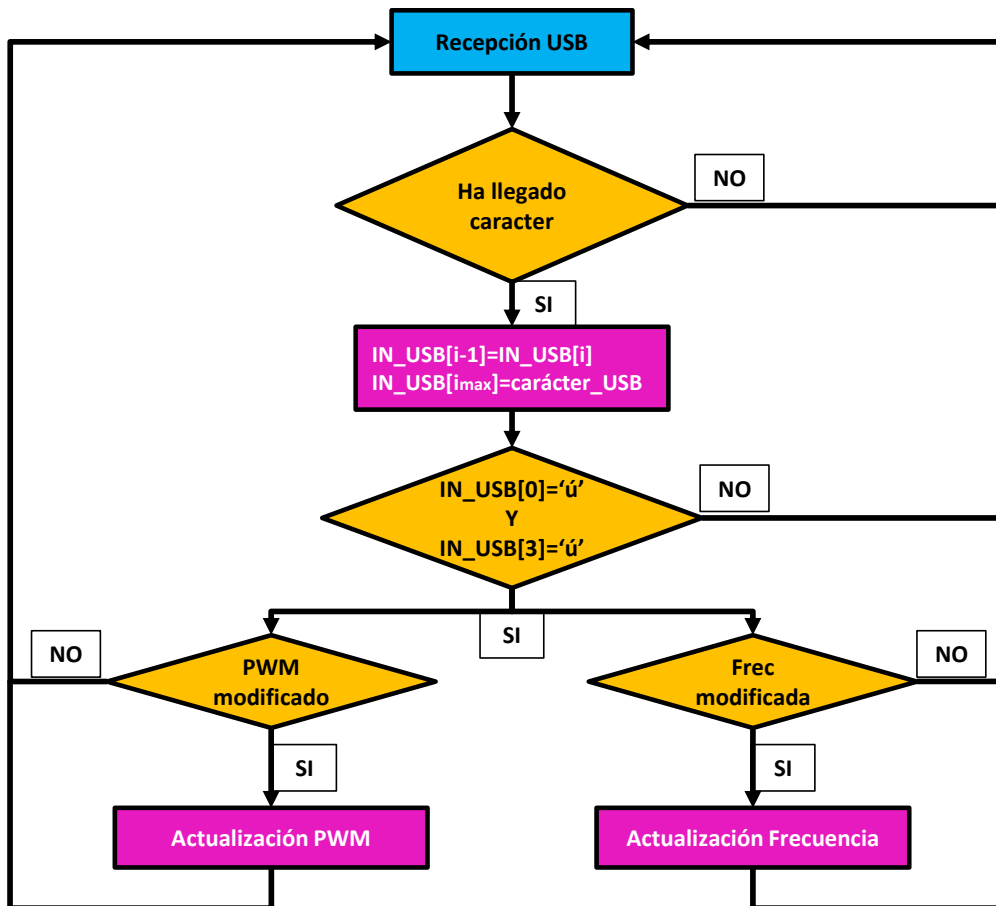 Recepción USB
Ha llegado
caracter
NO
SI
IN_USB[i-1]=IN_USB[i]
IN_USB[imax]=carácter_USB
IN_USB[0]=‘ú’
Y
IN_USB[3]=‘ú’
NO
SI
NO
PWM
modificado
Frec
modificada
NO
SI
SI
Actualización PWM
Actualización Frecuencia